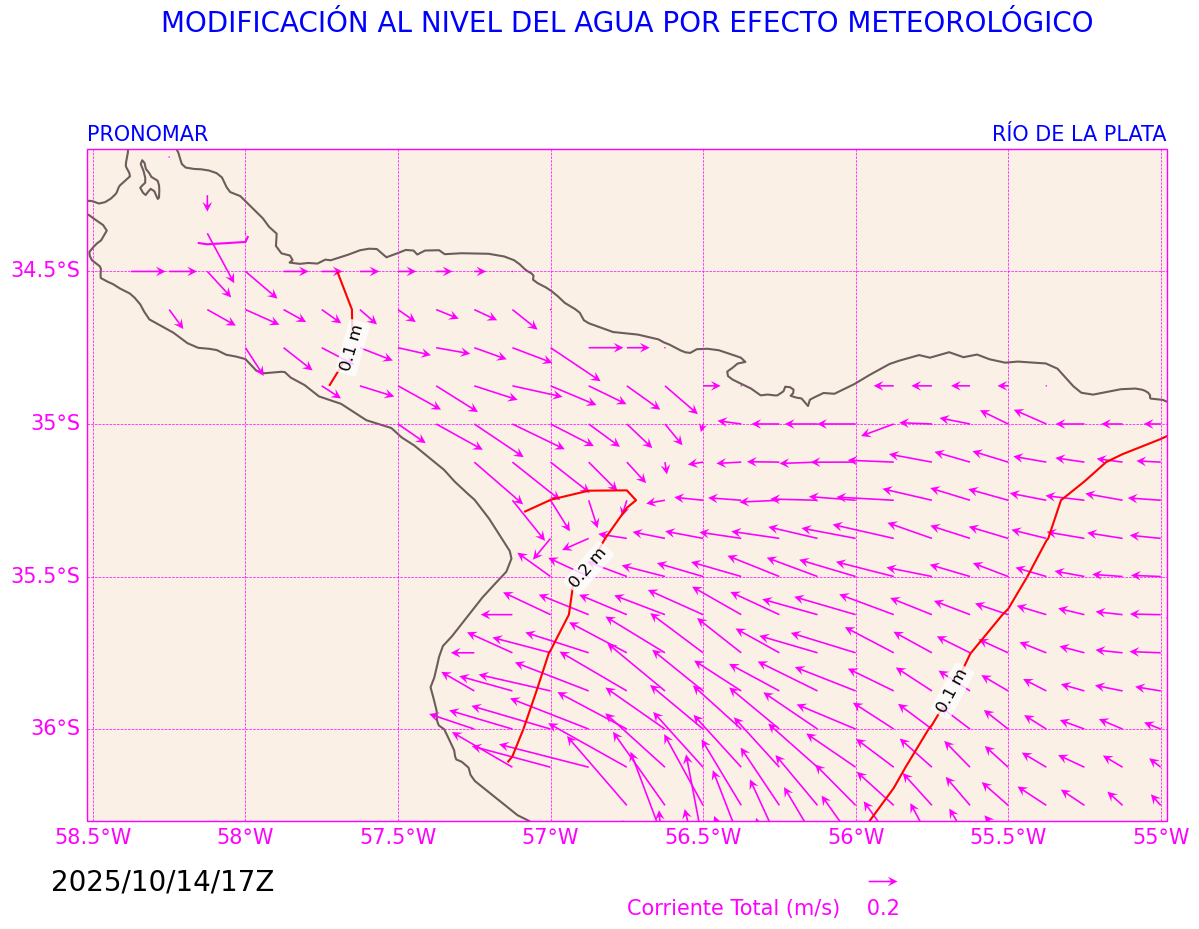 MODIFICACIÓN AL NIVEL DEL AGUA POR EFECTO METEOROLÓGICO
PRONOMAR
RÍO DE LA PLATA
34.5°S
35°S
35.5°S
36°S
0.1 m
0.2 m
0.1 m
58.5°W
58°W
57.5°W
57°W
56.5°W
56°W
55.5°W
55°W
2025/10/14/17Z
Corriente Total (m/s)
0.2